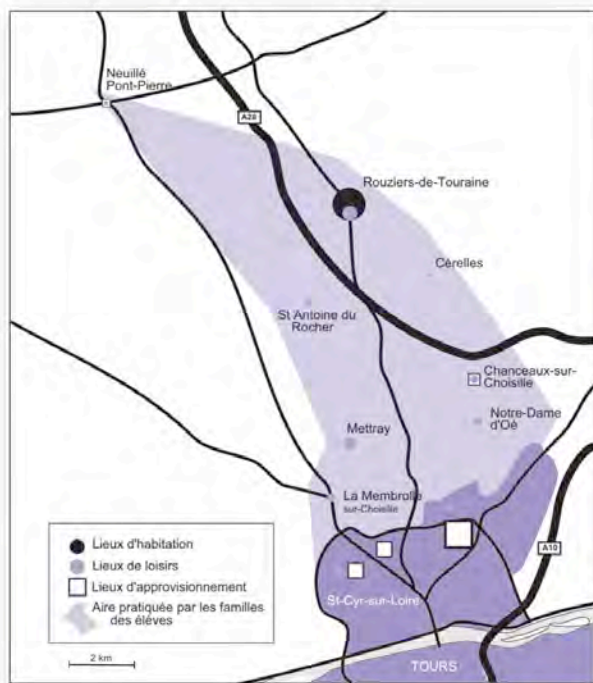 Neuillé
Pont-Pierre
A28
Rouziers-de-Touraine
Cérelles
St Antoine du
Rocher
Chanceaux-sur-
Choisille
Notre-Dame
d'Oé
Mettray
La Membrolle
sur-Choisille
A10
St-Cyr-sur-Loire
TOURS
Lieux d'habitation
Lieux de loisirs
Lieux d'approvisionnement
Aire pratiquée par les familles
des élèves
2 km